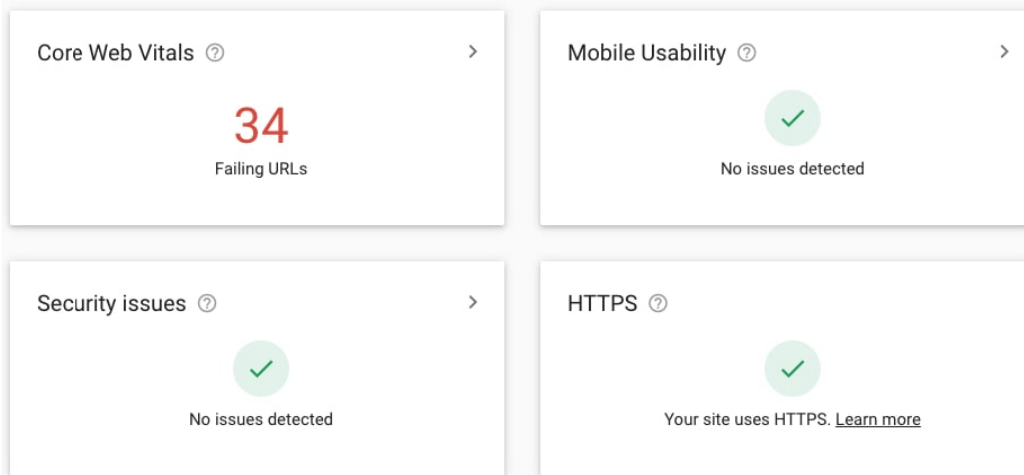 Core Web Vitals
34
Failing URLs
Mobile Usability
No issues detected
Security issues
No issues detected
HTTPS
Your site uses HTTPS. Learn more